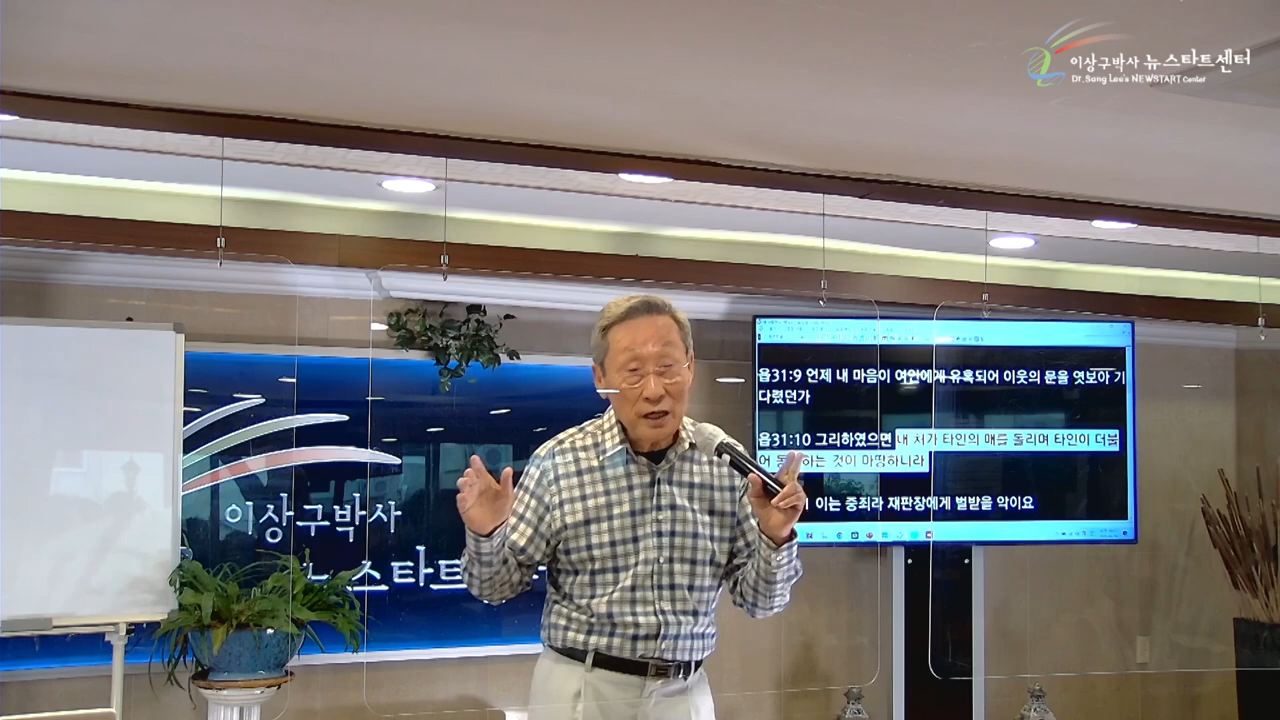 이상구박사 뉴스타트센터
Dr. Sang Lee's NEWSTART Center
욥31:9 언제 내 마음이 여인에게 유혹되어 이웃의 문을 엿보아 기
다렸던가
욥31:10 그리하였으면 내 처가 타인의 매를 돌리며 타인이 더불
어 하는 것이 마땅하니라
이는 중죄라 재판장에게 벌받을 악이요
이상구박사
스타트